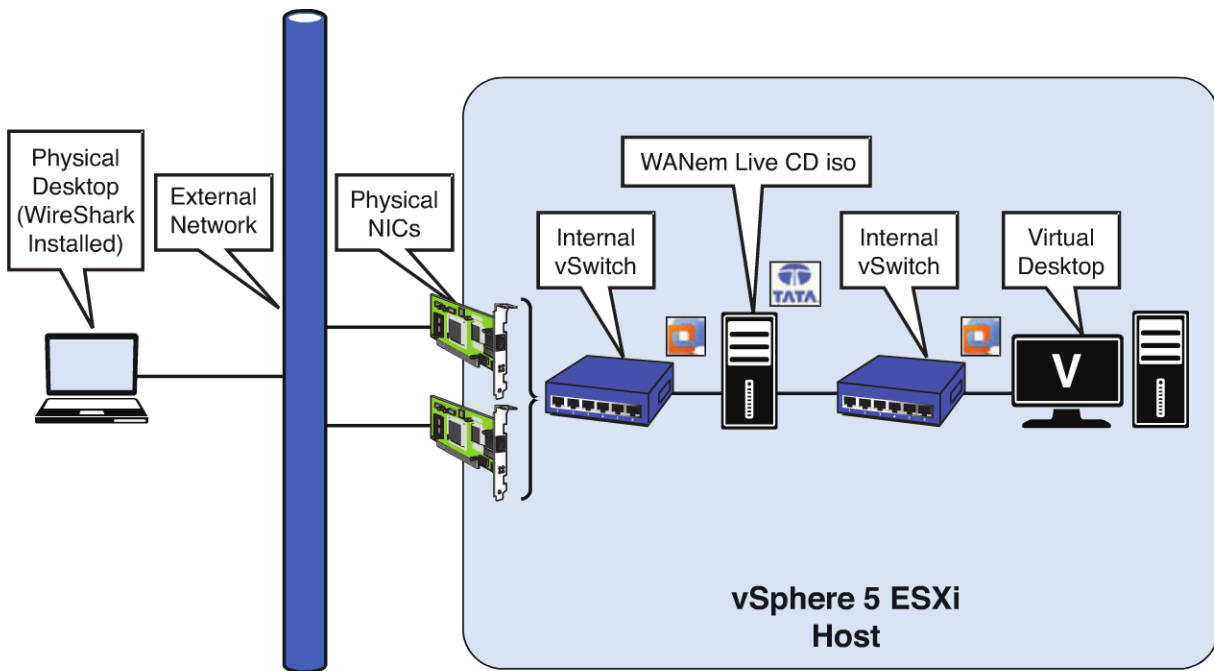 Physical
Desktop
(WireShark
Installed)
External
Network
Physical
NICs
Internal
vSwitch
WANem Live CD iso
TATA
Internal
vSwitch
Virtual
Desktop
V
vSphere 5 ESXi
Host